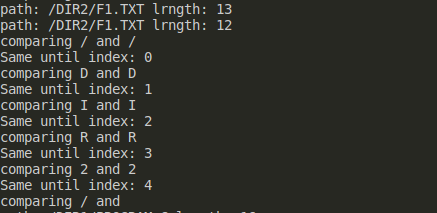 path: /DIR2/F1.TXT lrngth: 13
path: /DIR2/F1.TXT lrngth: 12
comparing / and /
Same until index: 0
comparing D and D
Same until index: 1
comparing I and I
Same until index: 2
comparing R and R
Same until index: 3
comparing 2 and 2
Same until index: 4
comparing / and